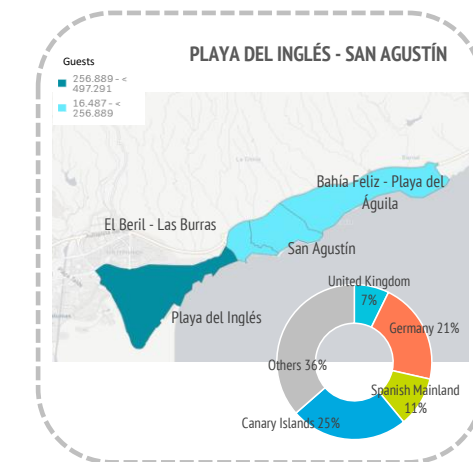 PLAYA DEL INGLÉS - SAN AGUSTÍN
Guests
256.889 - <
497.291
16.487 - <
256.889
Bahía Feliz - Playa del
Águila
El Beril - Las Burras
San Agustín
Playa del Inglés
United Kingdom
7%
Germany 21%
Others 36%
Spanish Mainland
11%
Canary Islands 25%